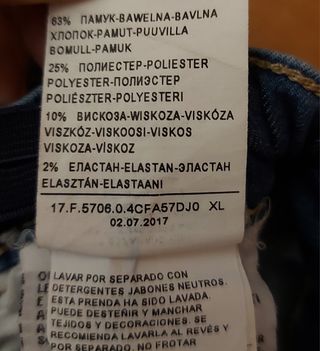 63% ПАМУК-BAWEŁNA-BAVLNA
ХЛОПОК-PAMUT-PUUVILLA
BOMULL-PAMUK
25% ПОЛИЕСТЕР-POLIESTER
POLYESTER-ПОЛИЭСТЕР
POLIÉSZTER-POLYESTERI
10% ВИСКОЗА-WISKOZA-VISKÓZA
VISZKÓZ-VISKOOSI-VISKOS
VISKOZA-VÍSKOZ
2% ЕЛАСТАН-ELASTAN-ЭЛАСТАН
ELASZTÁN-ELASTAANI
17.F.5706.0.4CFA57DJ0 XL
02.07.2017
LAVAR POR SEPARADO CON
DETERGENTES JABONES NEUTROS.
ESTA PRENDA HA SIDO LAVADA.
PUEDE DESTEÑIR Y MANCHAR
TEJIDOS Y DECORACIONES. SE
RECOMIENDA LAVARLA AL REVÉS Y
POR SEPARADO. NO FROTAR